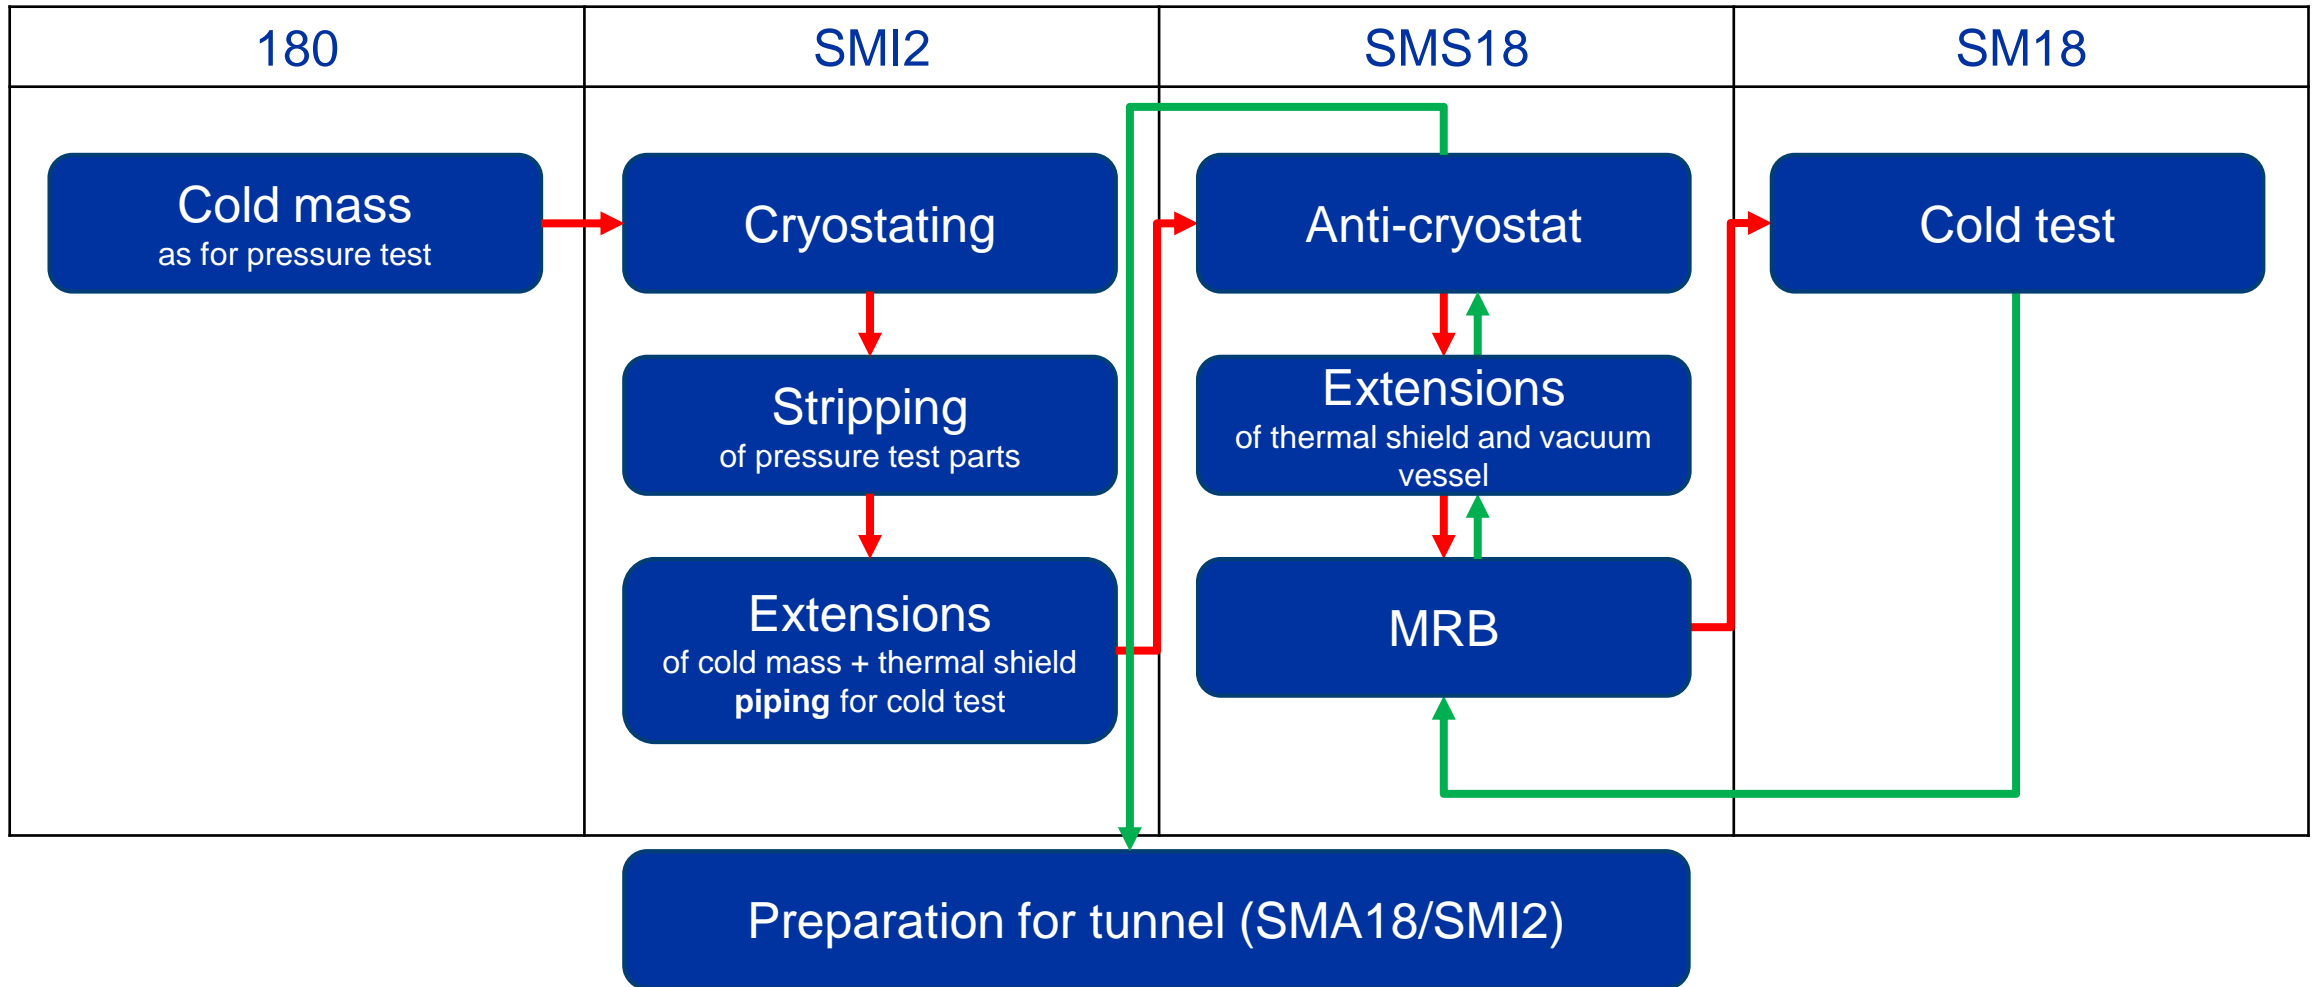 180
SMI2
SMS18
SM18
Cold mass
as for pressure test
Cryostating
Anti-cryostat
Cold test
Stripping
of pressure test parts
Extensions
of thermal shield and vacuum
vessel
Extensions
of cold mass + thermal shield
piping for cold test
MRB
Preparation for tunnel (SMA18/SMI2)